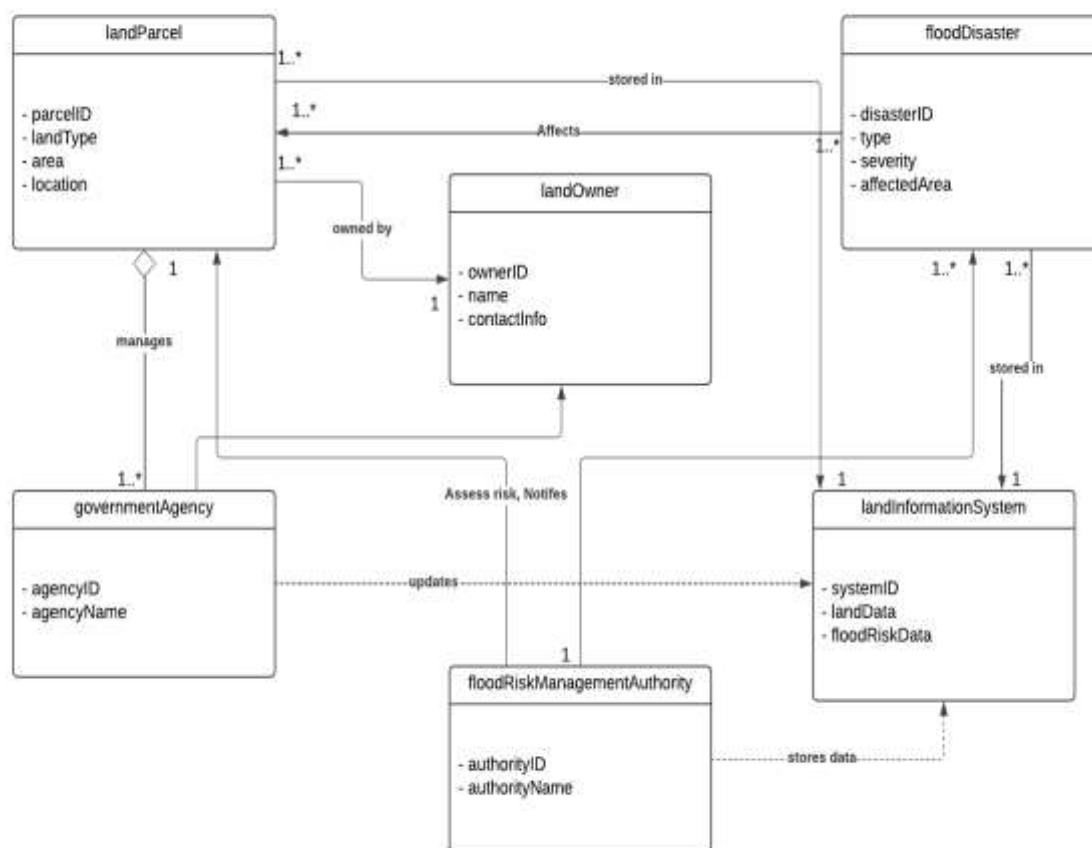 landParcel
floodDisaster
1..*
stored in
- parcelID
- landType
- area
- location
1..*
Affects
1..*
- disasterID
- type
- severity
- affectedArea
1..*
landOwner
owned by
- ownerID
- name
- contactInfo
1
1
1..*
1..*
manages
stored in
1..*
Assess risk, Notifes
1
1
governmentAgency
landInformationSystem
- agencyID
- agencyName
updates
- systemID
- landData
- floodRiskData
1
floodRiskManagementAuthority
- authorityID
- authorityName
stores data